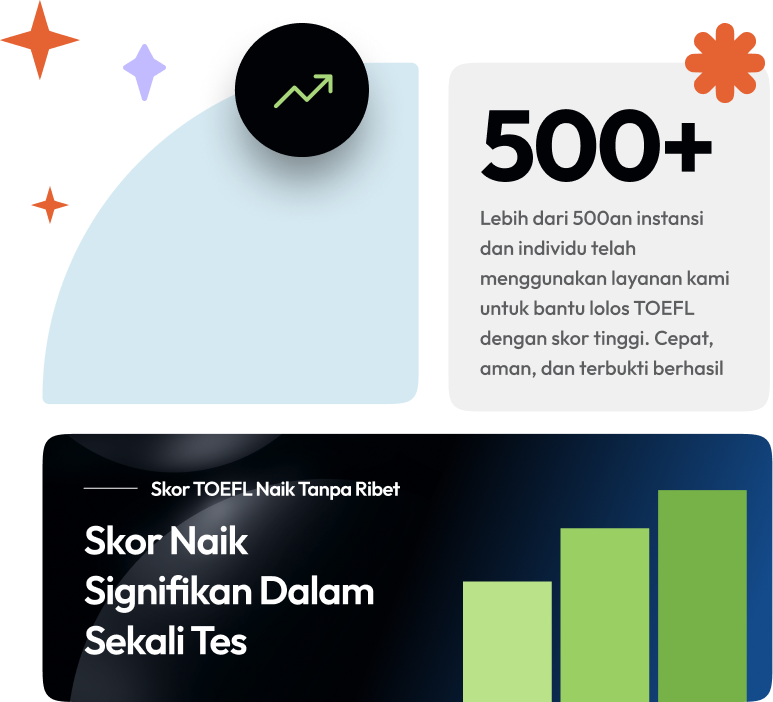 500+
Lebih dari 500an instansi
dan individu telah
menggunakan layanan kami
untuk bantu lolos TOEFL
dengan skor tinggi. Cepat,
aman, dan terbukti berhasil
Skor TOEFL Naik Tanpa Ribet
Skor Naik
Signifikan Dalam
Sekali Tes